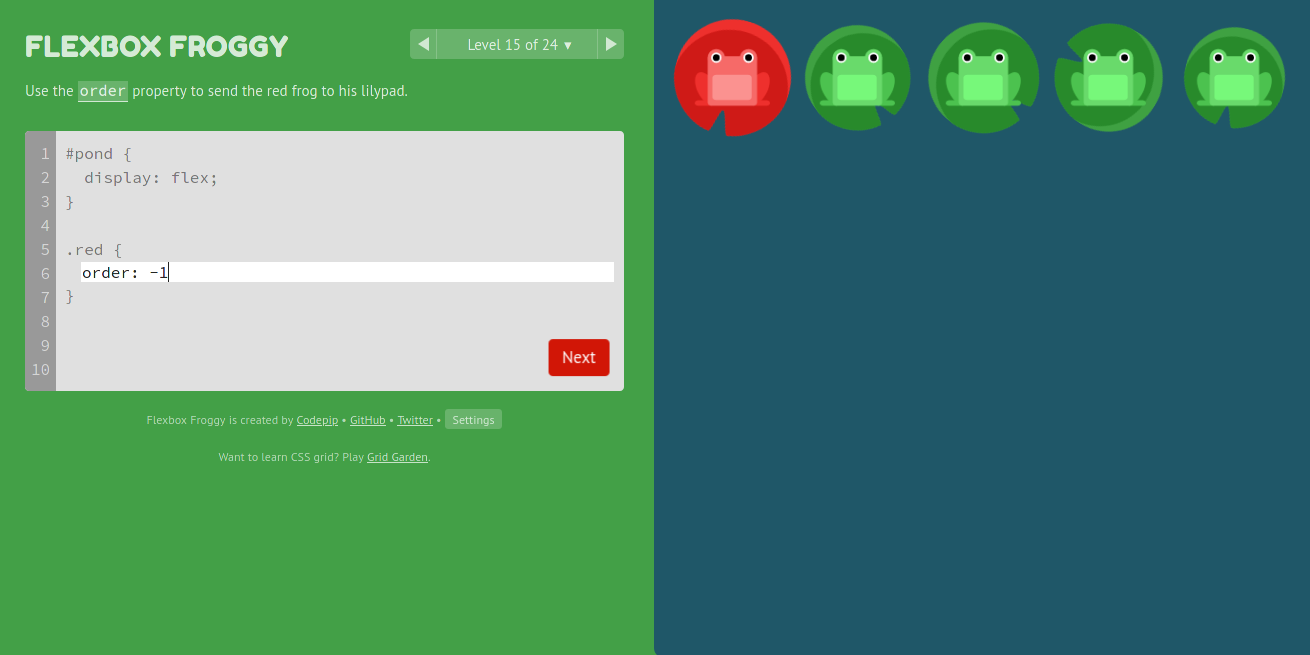 FLEXBOX FROGGY
◀ Level 15 of 24 ▾ ▶
Use the order property to send the red frog to his lilypad.
1 #pond {
2   display: flex;
3 }
4
5 .red {
6   order: -1
7 }
8
9
10
Next
Flexbox Froggy is created by Codepip • GitHub • Twitter • Settings
Want to learn CSS grid? Play Grid Garden.